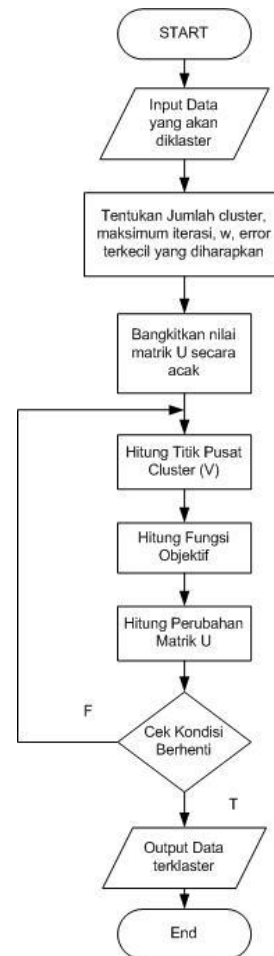 START
Input Data
yang akan
diklaster
Tentukan Jumlah cluster,
maksimum iterasi, w, error
terkecil yang diharapkan
Bangkitkan nilai
matrik U secara
acak
Hitung Titik Pusat
Cluster (V)
Hitung Fungsi
Objektif
Hitung Perubahan
Matrik U
F
Cek Kondisi
Berhenti
T
Output Data
terklaster
End